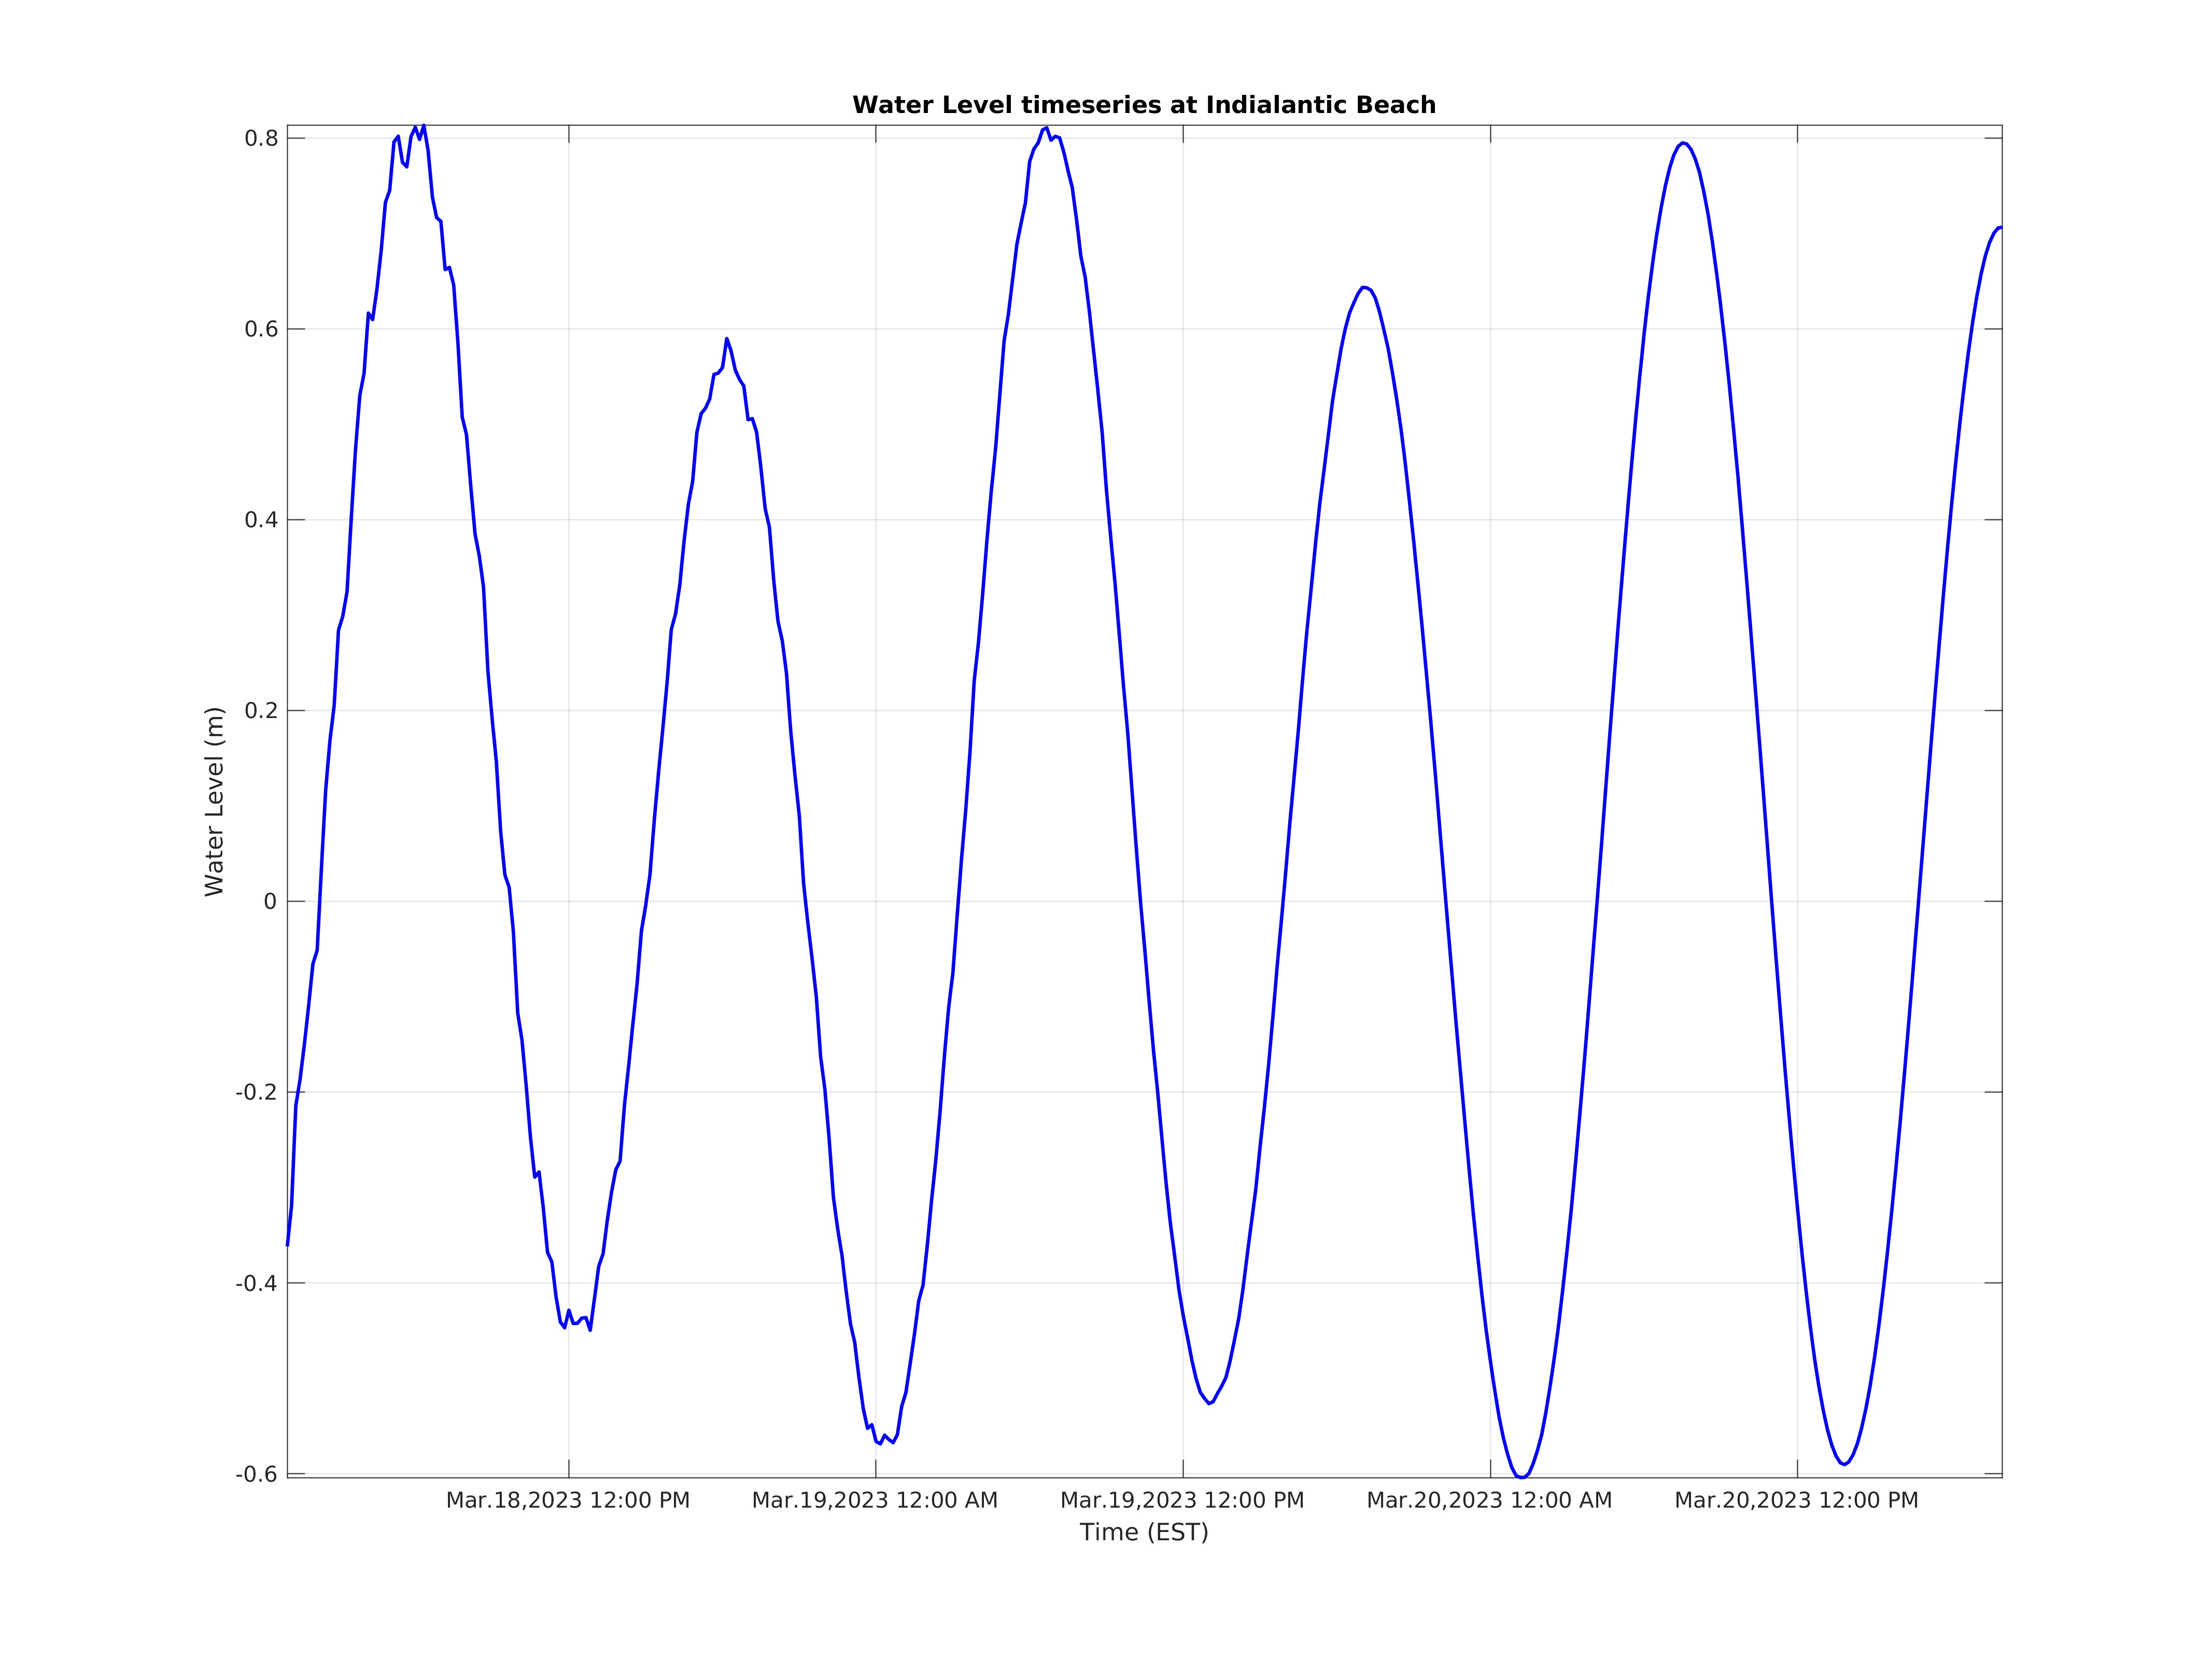 Water Level timeseries at Indialantic Beach
0.8
0.6
0.4
0.2
0
-0.2
-0.4
-0.6
Water Level (m)
Mar.18,2023 12:00 PM
Mar.19,2023 12:00 AM
Mar.19,2023 12:00 PM
Mar.20,2023 12:00 AM
Mar.20,2023 12:00 PM
Time (EST)